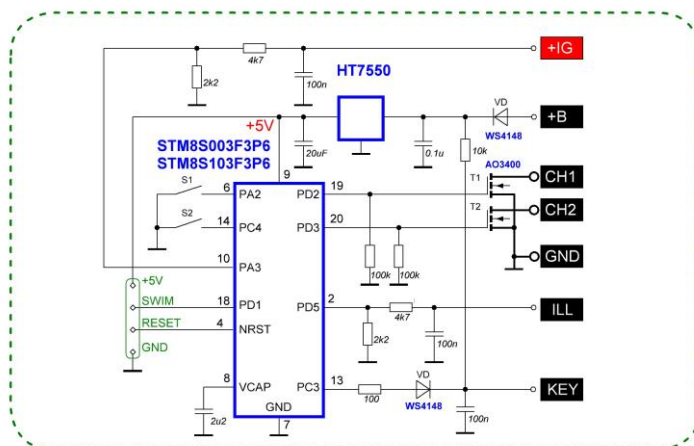 4k7
+IG
2k2
100n
HT7550
VD
+5V
+B
STM8S003F3P6
STM8S103F3P6
20uF
0.1u
WS4148
10k
9
AO3400
S1
6
PA2
PD2
19
T1
CH1
S2
14
PC4
PD3
20
T2
CH2
10
PA3
100k
100k
GND
+5V
SWIM
18
PD1
PD5
2
4k7
ILL
RESET
4
NRST
2k2
100n
GND
8
VCAP
PC3
13
100
VD
WS4148
KEY
2u2
GND
7
100n